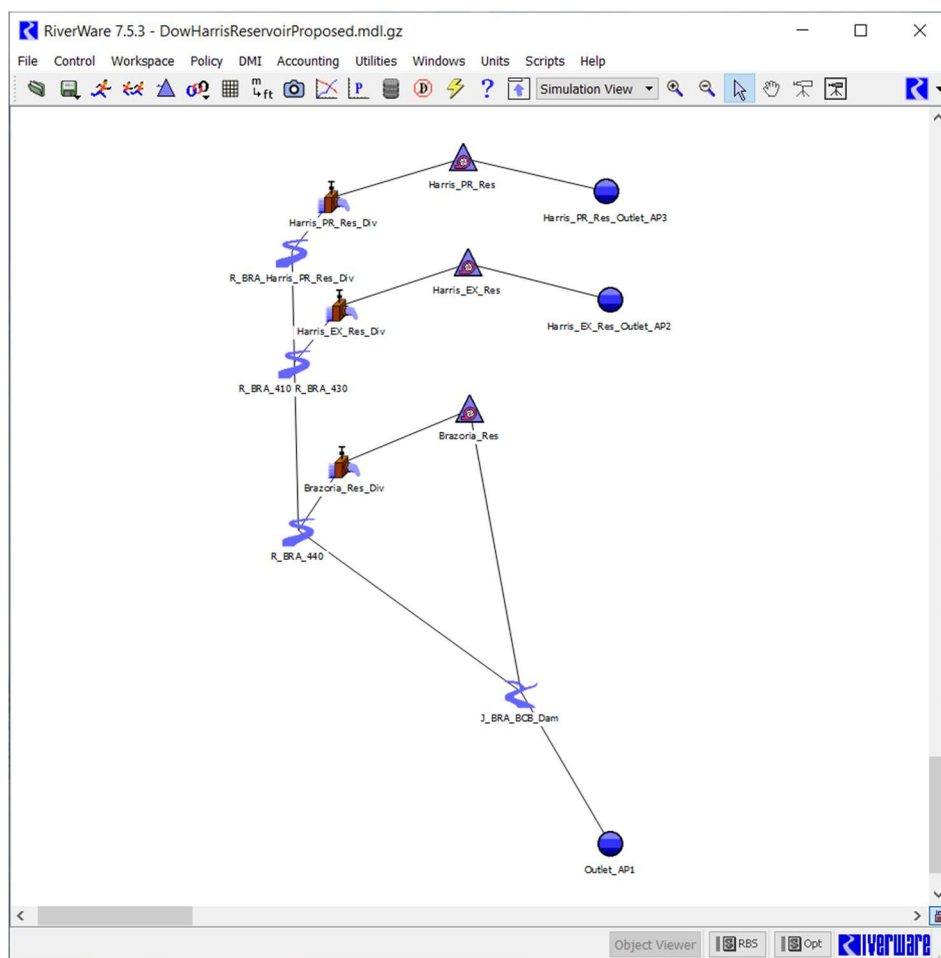 RiverWare 7.5.3 - DowHarrisReservoirProposed.mdl.gz
File Control Workspace Policy DMI Accounting Utilities Windows Units Scripts Help
m ft P D ? Simulation View
Harris_PR_Res
Harris_PR_Res_Outlet_AP3
Harris_PR_Res_Div
R_BRA_Harris_PR_Res_Div
Harris_EX_Res
Harris_EX_Res_Outlet_AP2
Harris_EX_Res_Div
R_BRA_410 R_BRA_430
Brazoria_Res
Brazoria_Res_Div
R_BRA_440
J_BRA_BCB_Dam
Outlet_AP1
Object Viewer S RBS S Opt Riverware